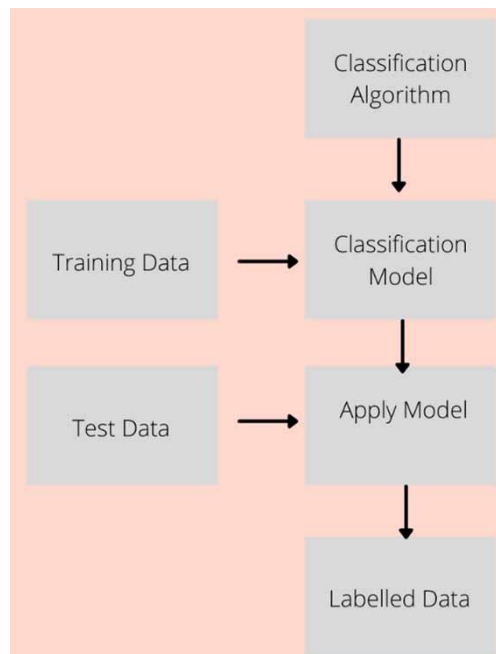 Classification
Algorithm
Training Data
Classification
Model
Test Data
Apply Model
Labelled Data